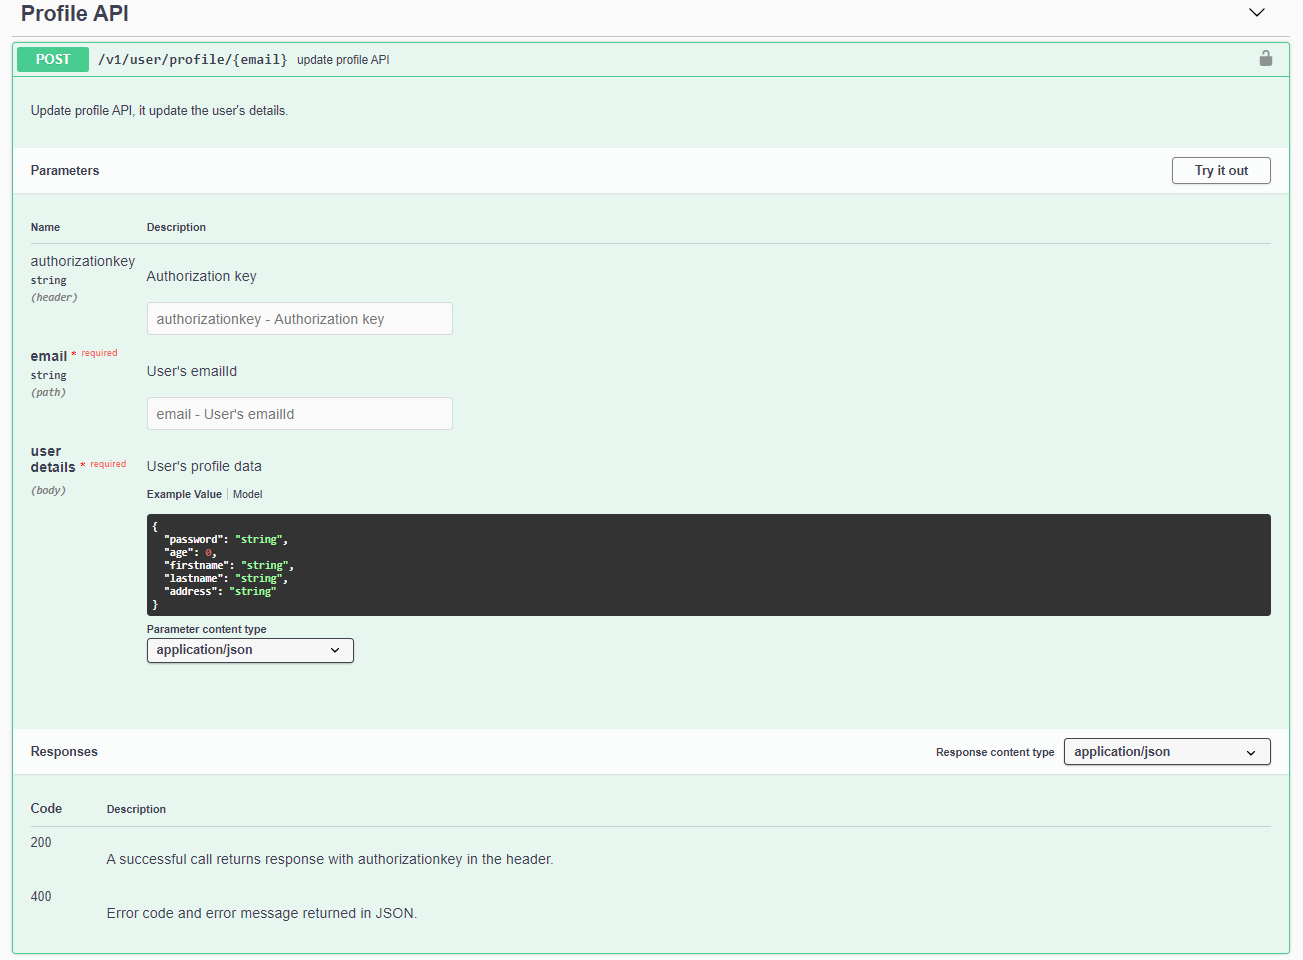 Profile API
POST /v1/user/profile/{email} update profile API
Update profile API, it update the user's details.
Parameters
Try it out
Name Description
authorizationkey
string
(header)
Authorization key
authorizationkey - Authorization key
email * required
string
(path)
User's emailId
email - User's emailId
user
details * required
(body)
User's profile data
Example Value Model
{
"password": "string",
"age": 0,
"firstname": "string",
"lastname": "string",
"address": "string"
}
Parameter content type
application/json
Responses
Response content type application/json
Code Description
200
A successful call returns response with authorizationkey in the header.
400
Error code and error message returned in JSON.